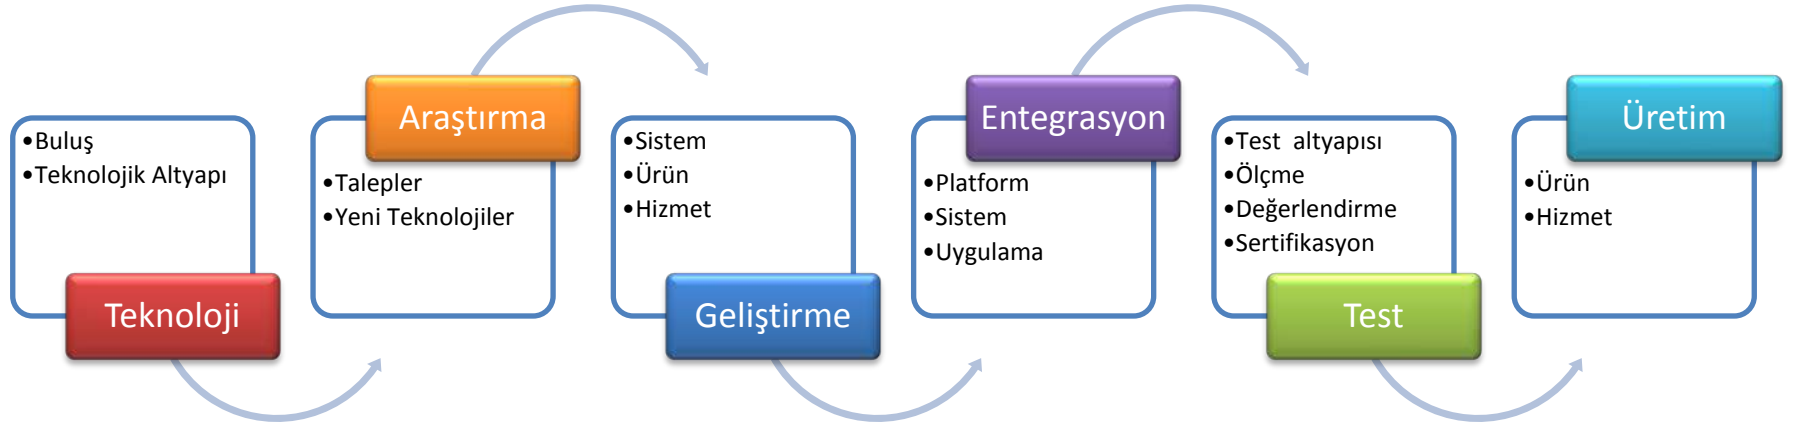 •Buluş
•Teknolojik Altyapı
Teknoloji
Araştırma
•Talepler
•Yeni Teknolojiler
•Sistem
•Ürün
•Hizmet
Geliştirme
Entegrasyon
•Platform
•Sistem
•Uygulama
•Test altyapısı
•Ölçme
•Değerlendirme
•Sertifikasyon
Test
Üretim
•Ürün
•Hizmet